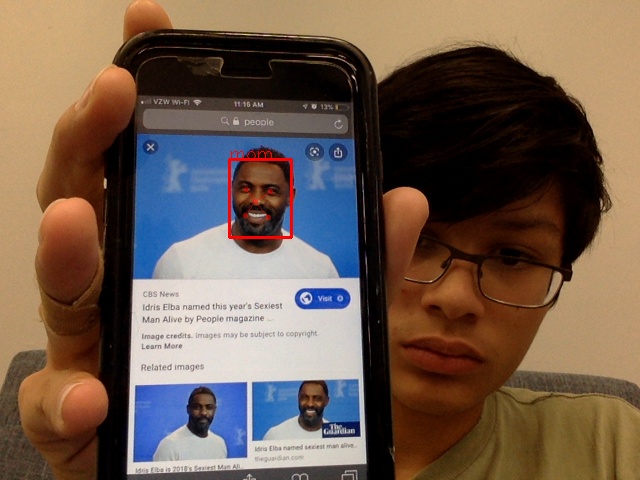 VZW Wi-Fi 11:15 AM 13%
people
mom
CBS News
Idris Elba named this year's Sexiest
Man Alive by People magazine ...
Visit
Image credits. Images may be subject to copyright.
Learn More
Related images
The
Guardian
Idris Elba named sexiest man alive..
theguardian.com
Idris Elba is 2018's Sexiest Man Ali..